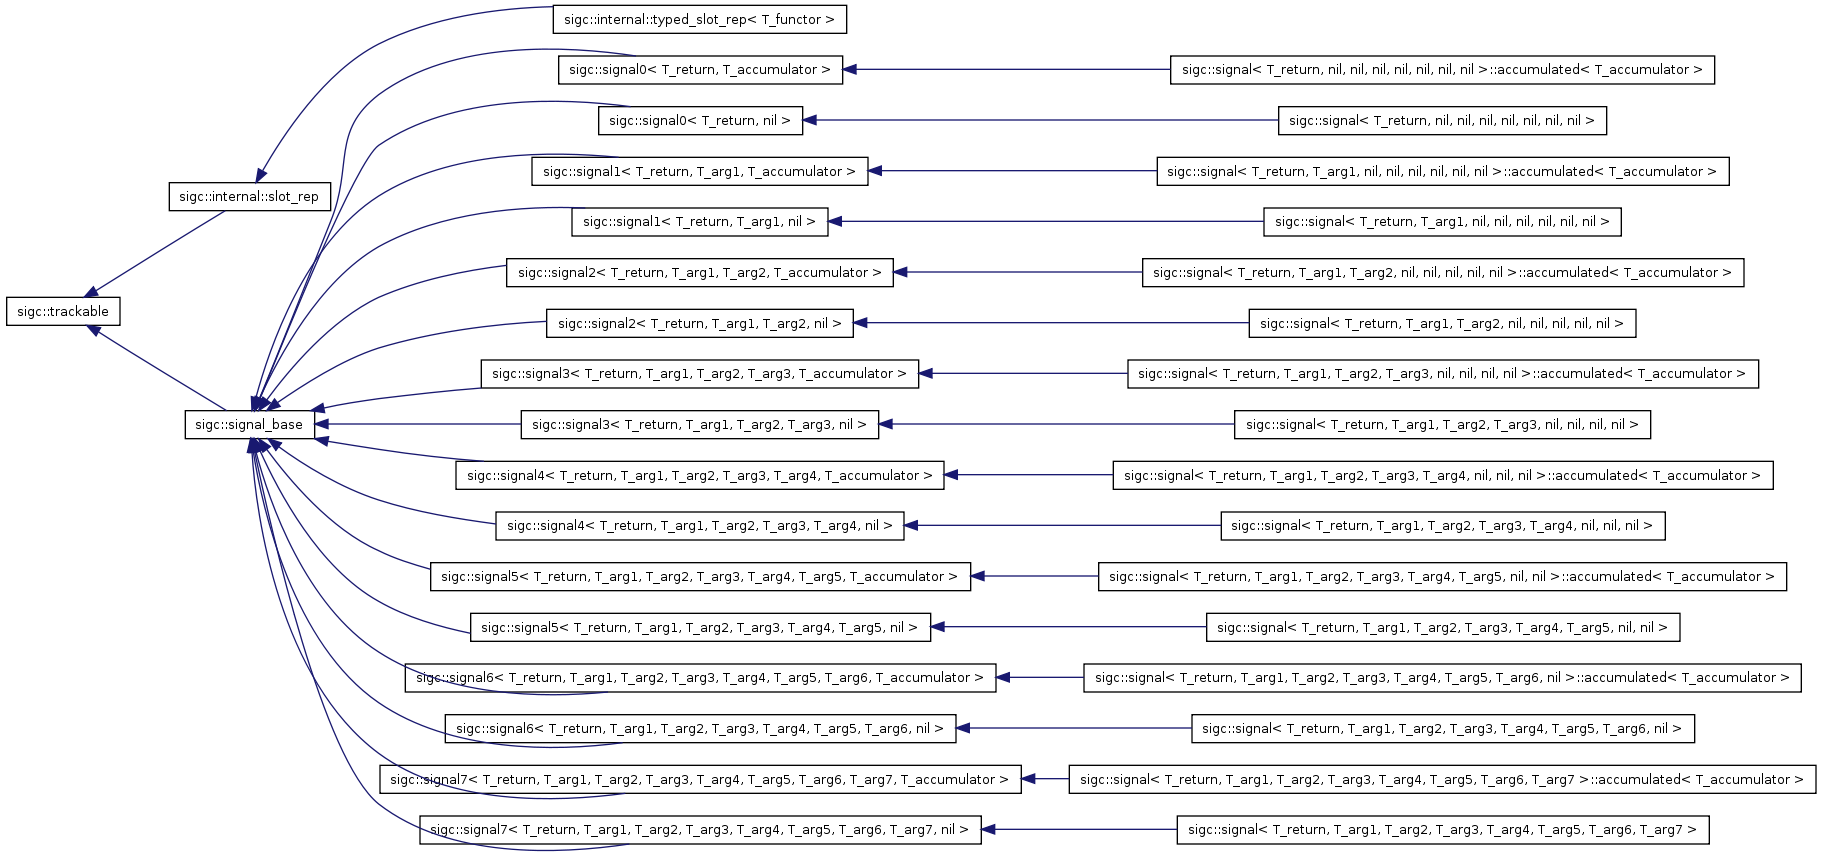 sigc::internal::typed_slot_rep< T_functor >
sigc::signal0< T_return, T_accumulator >
sigc::signal< T_return, nil, nil, nil, nil, nil, nil, nil >::accumulated< T_accumulator >
sigc::signal0< T_return, nil >
sigc::signal< T_return, nil, nil, nil, nil, nil, nil, nil >
sigc::signal1< T_return, T_arg1, T_accumulator >
sigc::signal< T_return, T_arg1, nil, nil, nil, nil, nil, nil >::accumulated< T_accumulator >
sigc::internal::slot_rep
sigc::signal1< T_return, T_arg1, nil >
sigc::signal< T_return, T_arg1, nil, nil, nil, nil, nil, nil >
sigc::signal2< T_return, T_arg1, T_arg2, T_accumulator >
sigc::signal< T_return, T_arg1, T_arg2, nil, nil, nil, nil, nil >::accumulated< T_accumulator >
sigc::trackable
sigc::signal2< T_return, T_arg1, T_arg2, nil >
sigc::signal< T_return, T_arg1, T_arg2, nil, nil, nil, nil, nil >
sigc::signal3< T_return, T_arg1, T_arg2, T_arg3, T_accumulator >
sigc::signal< T_return, T_arg1, T_arg2, T_arg3, nil, nil, nil, nil >::accumulated< T_accumulator >
sigc::signal_base
sigc::signal3< T_return, T_arg1, T_arg2, T_arg3, nil >
sigc::signal< T_return, T_arg1, T_arg2, T_arg3, nil, nil, nil, nil >
sigc::signal4< T_return, T_arg1, T_arg2, T_arg3, T_arg4, T_accumulator >
sigc::signal< T_return, T_arg1, T_arg2, T_arg3, T_arg4, nil, nil, nil >::accumulated< T_accumulator >
sigc::signal4< T_return, T_arg1, T_arg2, T_arg3, T_arg4, nil >
sigc::signal< T_return, T_arg1, T_arg2, T_arg3, T_arg4, nil, nil, nil >
sigc::signal5< T_return, T_arg1, T_arg2, T_arg3, T_arg4, T_arg5, T_accumulator >
sigc::signal< T_return, T_arg1, T_arg2, T_arg3, T_arg4, T_arg5, nil, nil >::accumulated< T_accumulator >
sigc::signal5< T_return, T_arg1, T_arg2, T_arg3, T_arg4, T_arg5, nil >
sigc::signal< T_return, T_arg1, T_arg2, T_arg3, T_arg4, T_arg5, nil, nil >
sigc::signal6< T_return, T_arg1, T_arg2, T_arg3, T_arg4, T_arg5, T_arg6, T_accumulator >
sigc::signal< T_return, T_arg1, T_arg2, T_arg3, T_arg4, T_arg5, T_arg6, nil >::accumulated< T_accumulator >
sigc::signal6< T_return, T_arg1, T_arg2, T_arg3, T_arg4, T_arg5, T_arg6, nil >
sigc::signal< T_return, T_arg1, T_arg2, T_arg3, T_arg4, T_arg5, T_arg6, nil >
sigc::signal7< T_return, T_arg1, T_arg2, T_arg3, T_arg4, T_arg5, T_arg6, T_arg7, T_accumulator >
sigc::signal< T_return, T_arg1, T_arg2, T_arg3, T_arg4, T_arg5, T_arg6, T_arg7 >::accumulated< T_accumulator >
sigc::signal7< T_return, T_arg1, T_arg2, T_arg3, T_arg4, T_arg5, T_arg6, T_arg7, nil >
sigc::signal< T_return, T_arg1, T_arg2, T_arg3, T_arg4, T_arg5, T_arg6, T_arg7 >